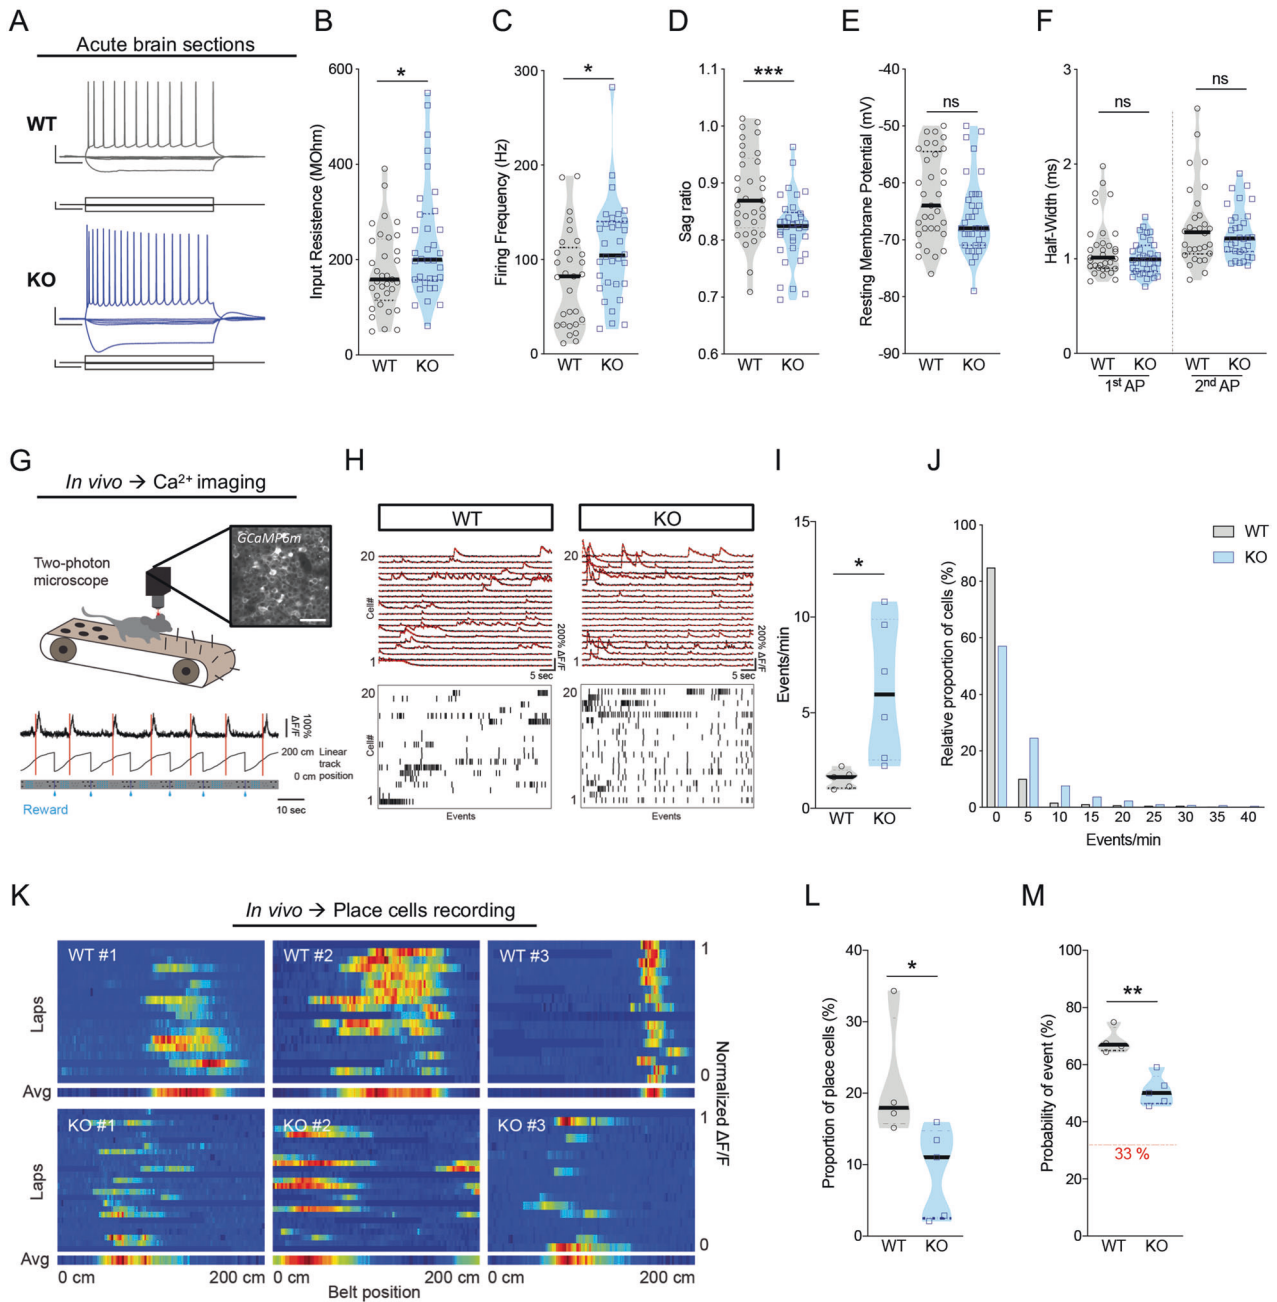 A
Acute brain sections
WT
KO
B
Input Resistence (MOhm)
600
400
200
0
*
WT KO
C
Firing Frequency (Hz)
300
200
100
0
*
WT KO
D
Sag ratio
1.1
1.0
0.9
0.8
0.7
0.6
***
WT KO
E
Resting Membrane Potential (mV)
-40
-50
-60
-70
-80
-90
ns
WT KO
F
Half-Width (ms)
3
2
1
0
ns
ns
WT KO WT KO
1st AP 2nd AP
G
In vivo → Ca2+ imaging
Two-photon
microscope
GCaMP6m
100%
ΔF/F
200 cm
0 cm
Linear
track
position
Reward
10 sec
H
WT KO
20
Cell#
1
200% ΔF/F
5 sec
20
1
200% ΔF/F
5 sec
20
Cell#
1
Events
20
1
Events
I
Events/min
15
10
5
0
*
WT KO
J
Relative proportion of cells (%)
100
80
60
40
20
0
0 5 10 15 20 25 30 35 40
Events/min
WT
KO
K
In vivo → Place cells recording
WT #1 WT #2 WT #3
Laps
Avg
1
0
Normalized ΔF/F
KO #1 KO #2 KO #3
Laps
Avg
1
0
0 cm 200 cm 0 cm 200 cm 0 cm 200 cm
Belt position
L
Proportion of place cells (%)
40
30
20
10
0
*
WT KO
M
Probability of event (%)
100
80
60
40
20
0
**
33 %
WT KO